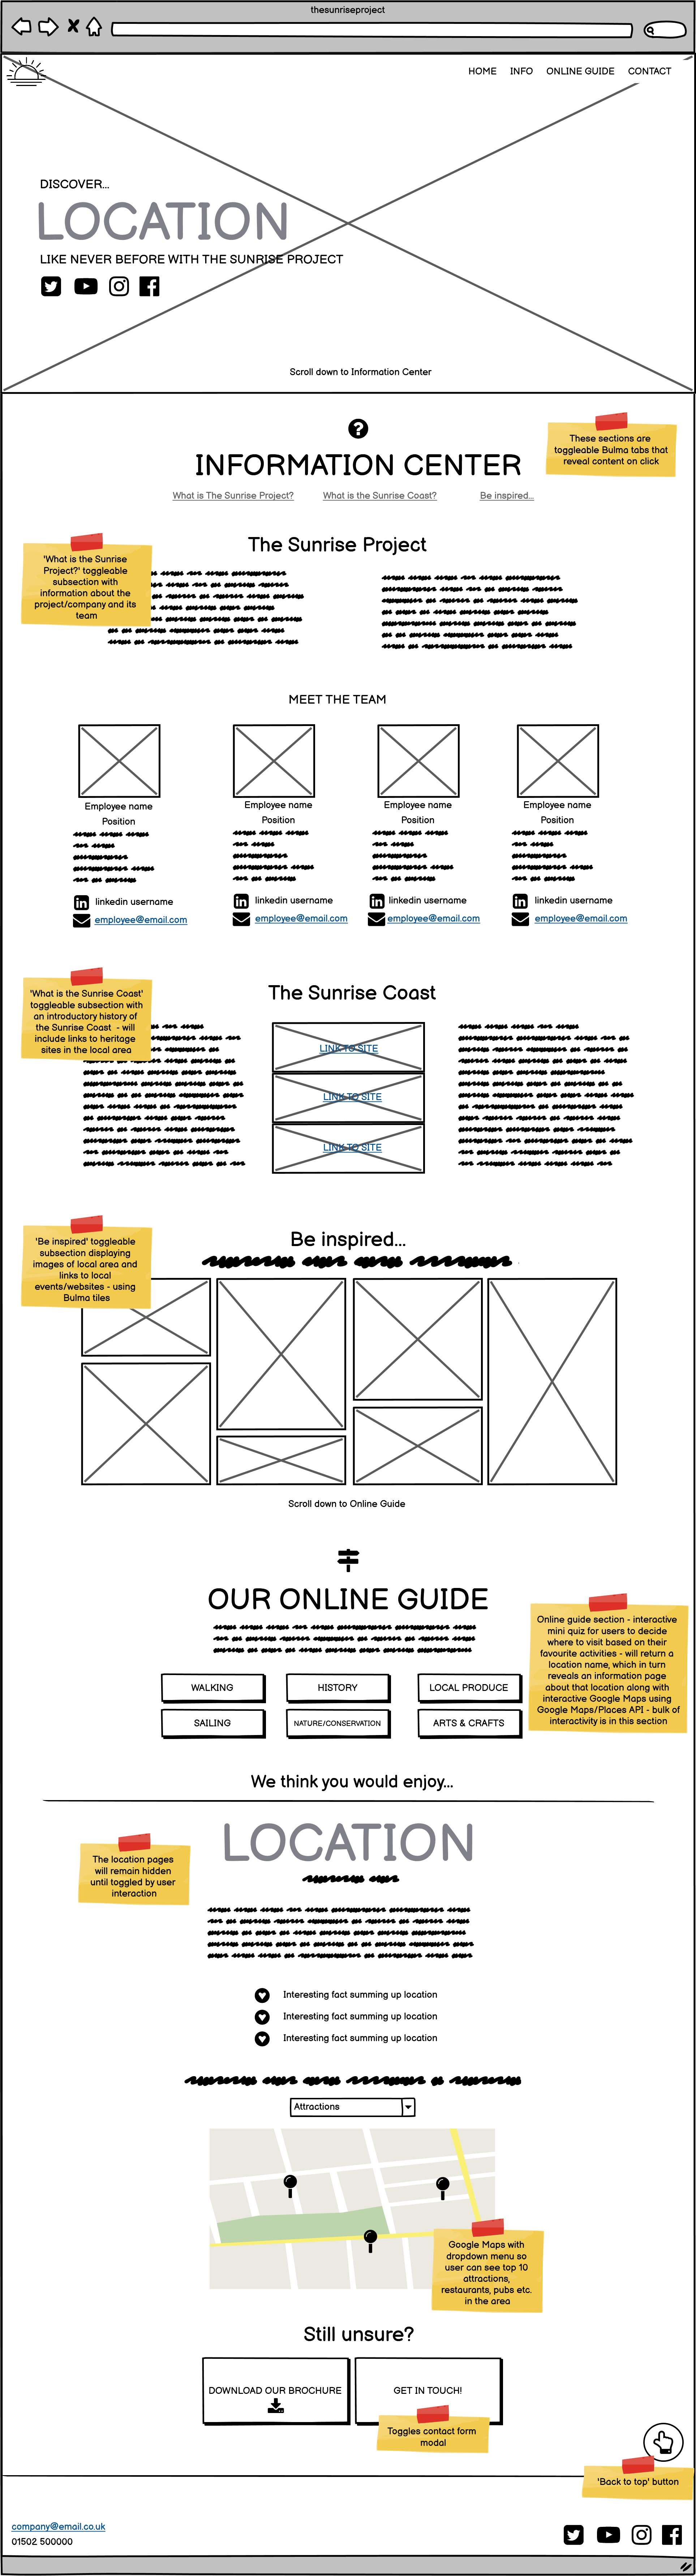 thesunriseproject
HOME INFO ONLINE GUIDE CONTACT
DISCOVER...
LOCATION
LIKE NEVER BEFORE WITH THE SUNRISE PROJECT
Scroll down to Information Center
These sections are
toggleable Bulma tabs that
reveal content on click
INFORMATION CENTER
What is The Sunrise Project? What is the Sunrise Coast? Be inspired...
The Sunrise Project
'What is the Sunrise
Project?' toggleable
subsection with
information about the
project/company and its
team
MEET THE TEAM
Employee name Employee name Employee name Employee name
Position Position Position Position
linkedin username linkedin username linkedin username linkedin username
employee@email.com employee@email.com employee@email.com employee@email.com
'What is the Sunrise Coast'
toggleable subsection with
an introductory history of
the Sunrise Coast - will
include links to heritage
sites in the local area
The Sunrise Coast
LINK TO SITE
LINK TO SITE
LINK TO SITE
'Be inspired' toggleable
subsection displaying
images of local area and
links to local
events/websites - using
Bulma tiles
Be inspired...
Scroll down to Online Guide
OUR ONLINE GUIDE
Online guide section - interactive
mini quiz for users to decide
where to visit based on their
favourite activities - will return a
location name, which in turn
reveals an information page
about that location along with
interactive Google Maps using
Google Maps/Places API - bulk of
interactivity is in this section
WALKING HISTORY LOCAL PRODUCE
SAILING NATURE/CONSERVATION ARTS & CRAFTS
We think you would enjoy...
LOCATION
The location pages
will remain hidden
until toggled by user
interaction
Interesting fact summing up location
Interesting fact summing up location
Interesting fact summing up location
Attractions
Google Maps with
dropdown menu so
user can see top 10
attractions,
restaurants, pubs etc.
in the area
Still unsure?
DOWNLOAD OUR BROCHURE GET IN TOUCH!
Toggles contact form
modal
'Back to top' button
company@email.co.uk
01502 500000